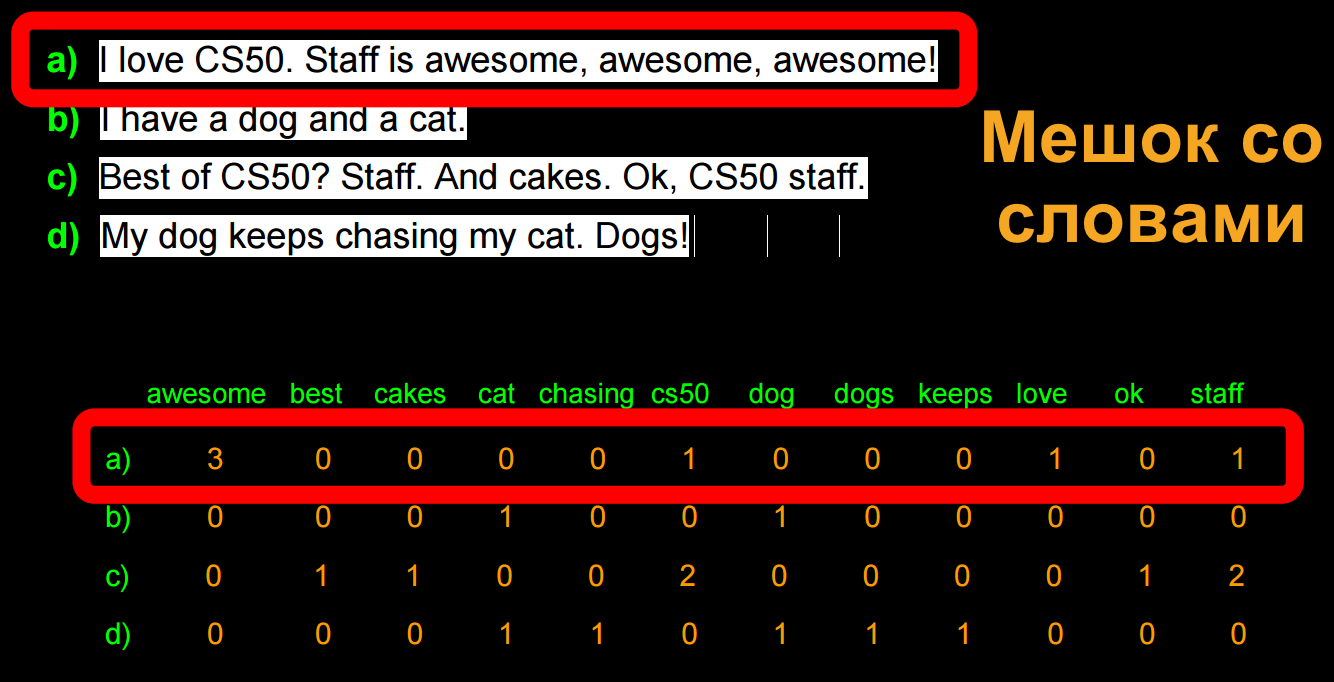 a) I love CS50. Staff is awesome, awesome, awesome!
b) I have a dog and a cat.
c) Best of CS50? Staff. And cakes. Ok, CS50 staff.
d) My dog keeps chasing my cat. Dogs!
Мешок со
словами
awesome best cakes cat chasing cs50 dog dogs keeps love ok staff
a) 3 0 0 0 0 1 0 0 0 1 0 1
b) 0 0 0 1 0 0 1 0 0 0 0 0
c) 0 1 1 0 0 2 0 0 0 0 1 2
d) 0 0 0 1 1 0 1 1 1 0 0 0